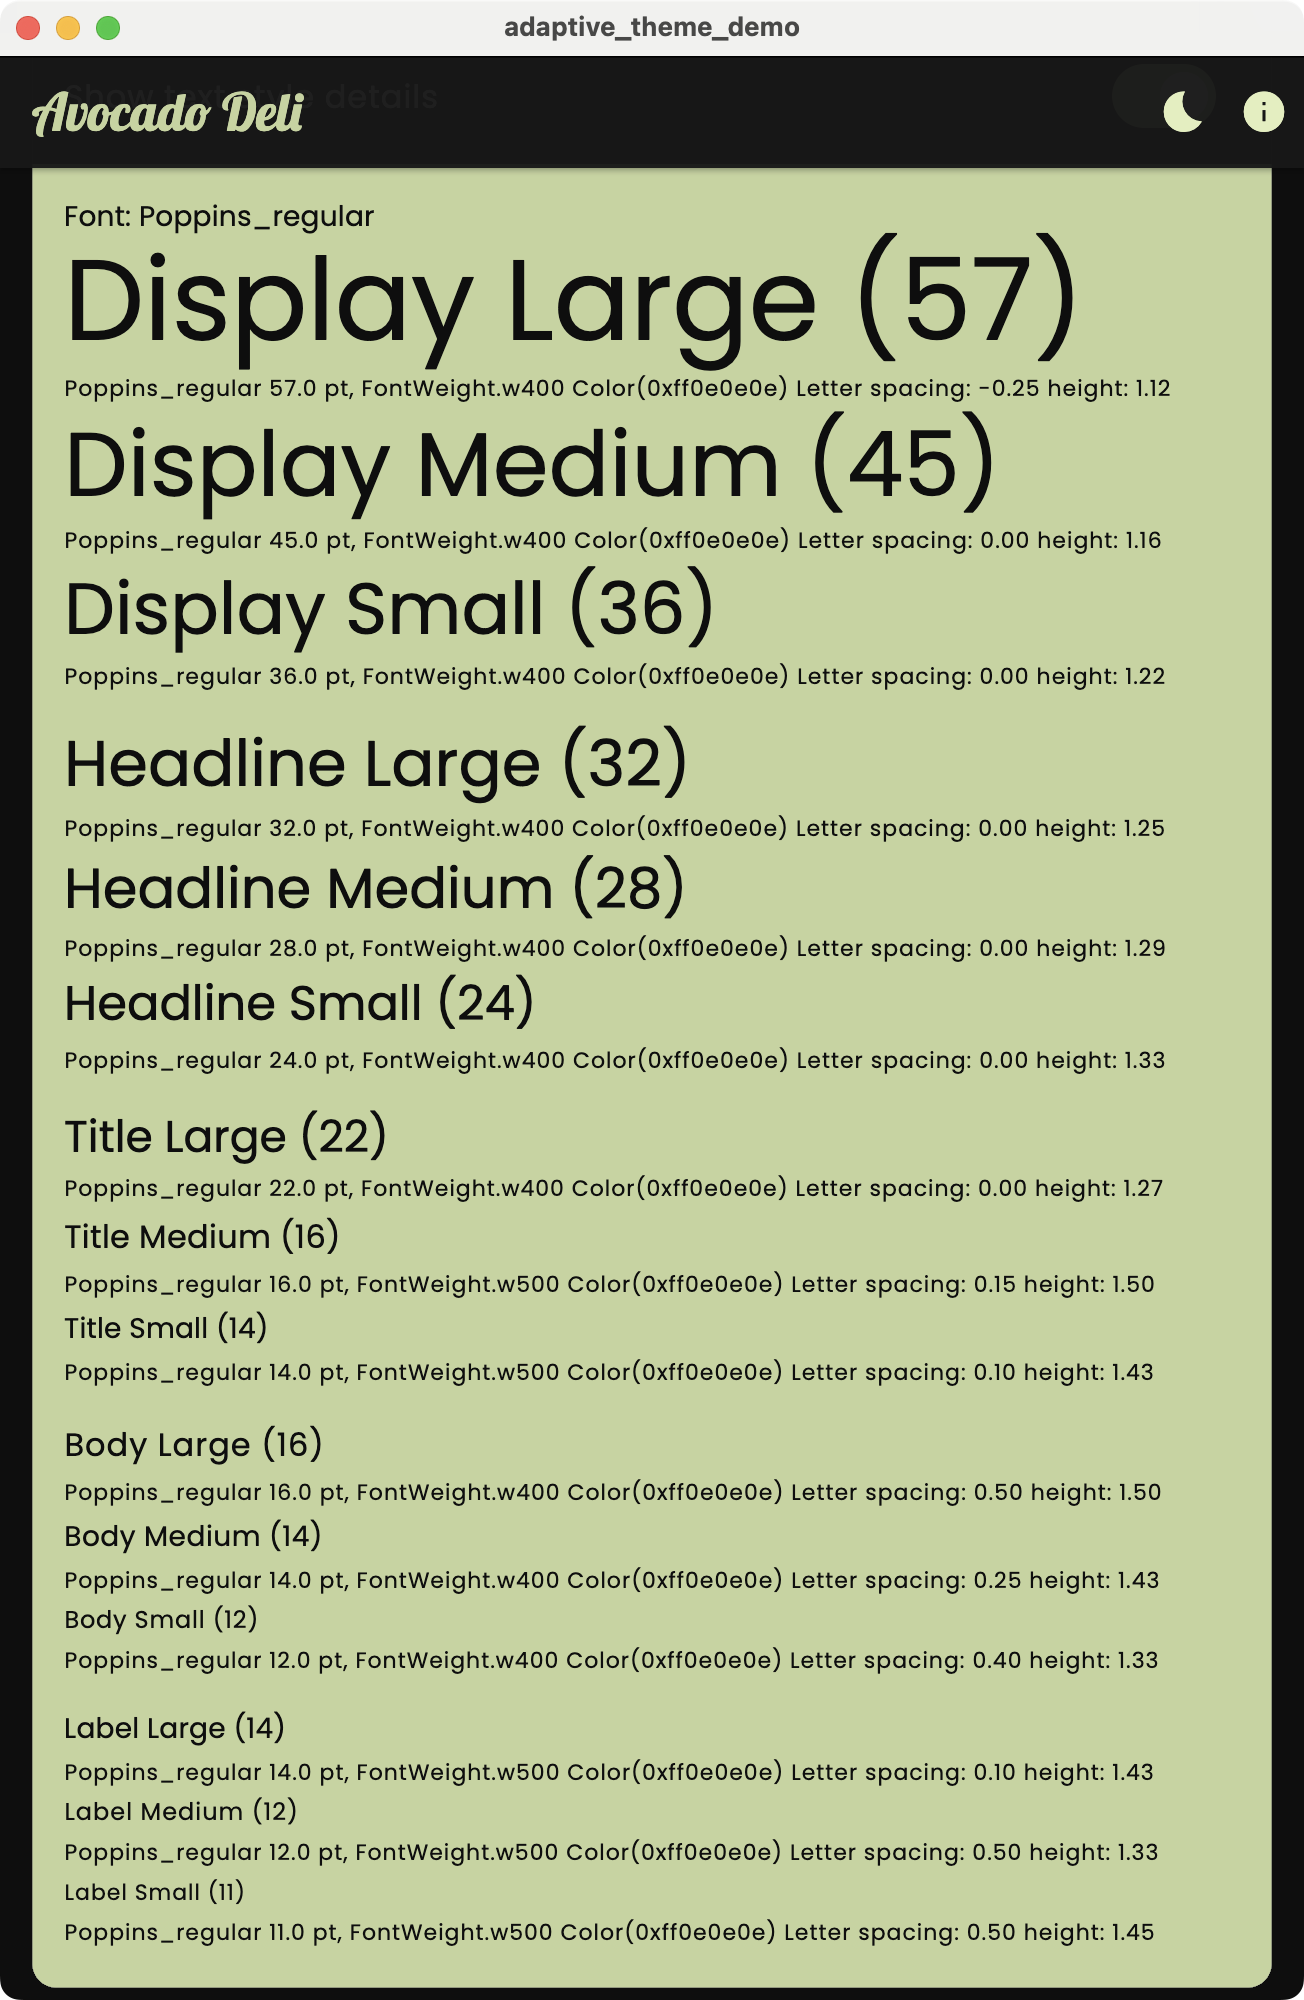 adaptive_theme_demo
Show text style details
Avocado Deli
Font: Poppins_regular
Display Large (57)
Poppins_regular 57.0 pt, FontWeight.w400 Color(0xff0e0e0e) Letter spacing: -0.25 height: 1.12
Display Medium (45)
Poppins_regular 45.0 pt, FontWeight.w400 Color(0xff0e0e0e) Letter spacing: 0.00 height: 1.16
Display Small (36)
Poppins_regular 36.0 pt, FontWeight.w400 Color(0xff0e0e0e) Letter spacing: 0.00 height: 1.22
Headline Large (32)
Poppins_regular 32.0 pt, FontWeight.w400 Color(0xff0e0e0e) Letter spacing: 0.00 height: 1.25
Headline Medium (28)
Poppins_regular 28.0 pt, FontWeight.w400 Color(0xff0e0e0e) Letter spacing: 0.00 height: 1.29
Headline Small (24)
Poppins_regular 24.0 pt, FontWeight.w400 Color(0xff0e0e0e) Letter spacing: 0.00 height: 1.33
Title Large (22)
Poppins_regular 22.0 pt, FontWeight.w400 Color(0xff0e0e0e) Letter spacing: 0.00 height: 1.27
Title Medium (16)
Poppins_regular 16.0 pt, FontWeight.w500 Color(0xff0e0e0e) Letter spacing: 0.15 height: 1.50
Title Small (14)
Poppins_regular 14.0 pt, FontWeight.w500 Color(0xff0e0e0e) Letter spacing: 0.10 height: 1.43
Body Large (16)
Poppins_regular 16.0 pt, FontWeight.w400 Color(0xff0e0e0e) Letter spacing: 0.50 height: 1.50
Body Medium (14)
Poppins_regular 14.0 pt, FontWeight.w400 Color(0xff0e0e0e) Letter spacing: 0.25 height: 1.43
Body Small (12)
Poppins_regular 12.0 pt, FontWeight.w400 Color(0xff0e0e0e) Letter spacing: 0.40 height: 1.33
Label Large (14)
Poppins_regular 14.0 pt, FontWeight.w500 Color(0xff0e0e0e) Letter spacing: 0.10 height: 1.43
Label Medium (12)
Poppins_regular 12.0 pt, FontWeight.w500 Color(0xff0e0e0e) Letter spacing: 0.50 height: 1.33
Label Small (11)
Poppins_regular 11.0 pt, FontWeight.w500 Color(0xff0e0e0e) Letter spacing: 0.50 height: 1.45